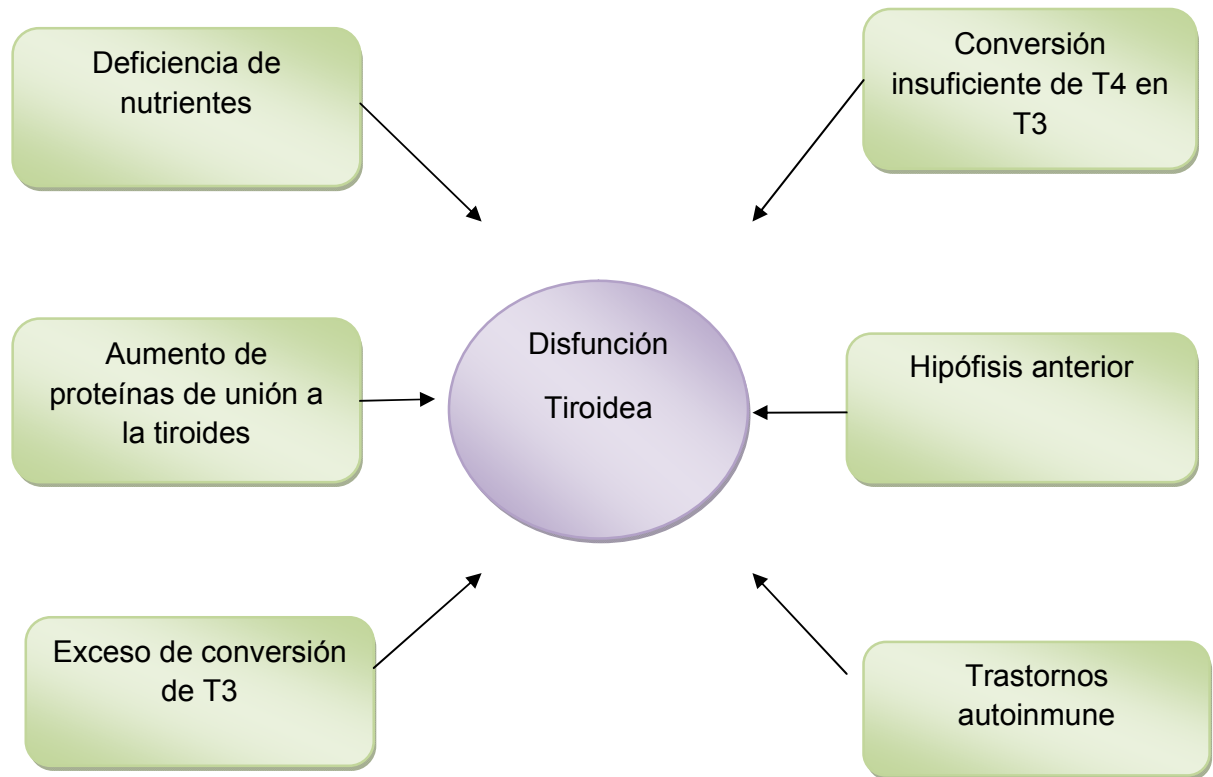 Deficiencia de
nutrientes
Conversión
insuficiente de T4 en
T3
Aumento de
proteínas de unión a
la tiroides
Disfunción
Tiroidea
Hipófisis anterior
Exceso de conversión
de T3
Trastornos
autoinmune